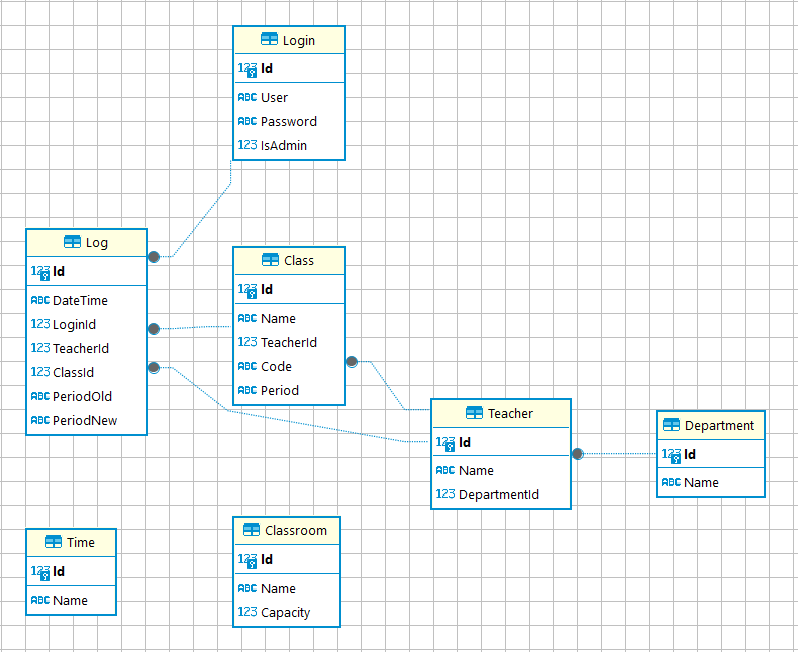 Login
123 Id
ABC User
ABC Password
123 IsAdmin
Log
123 Id
ABC DateTime
123 LoginId
123 TeacherId
123 ClassId
ABC PeriodOld
ABC PeriodNew
Class
123 Id
ABC Name
123 TeacherId
ABC Code
ABC Period
Teacher
123 Id
ABC Name
123 DepartmentId
Department
123 Id
ABC Name
Time
123 Id
ABC Name
Classroom
123 Id
ABC Name
123 Capacity